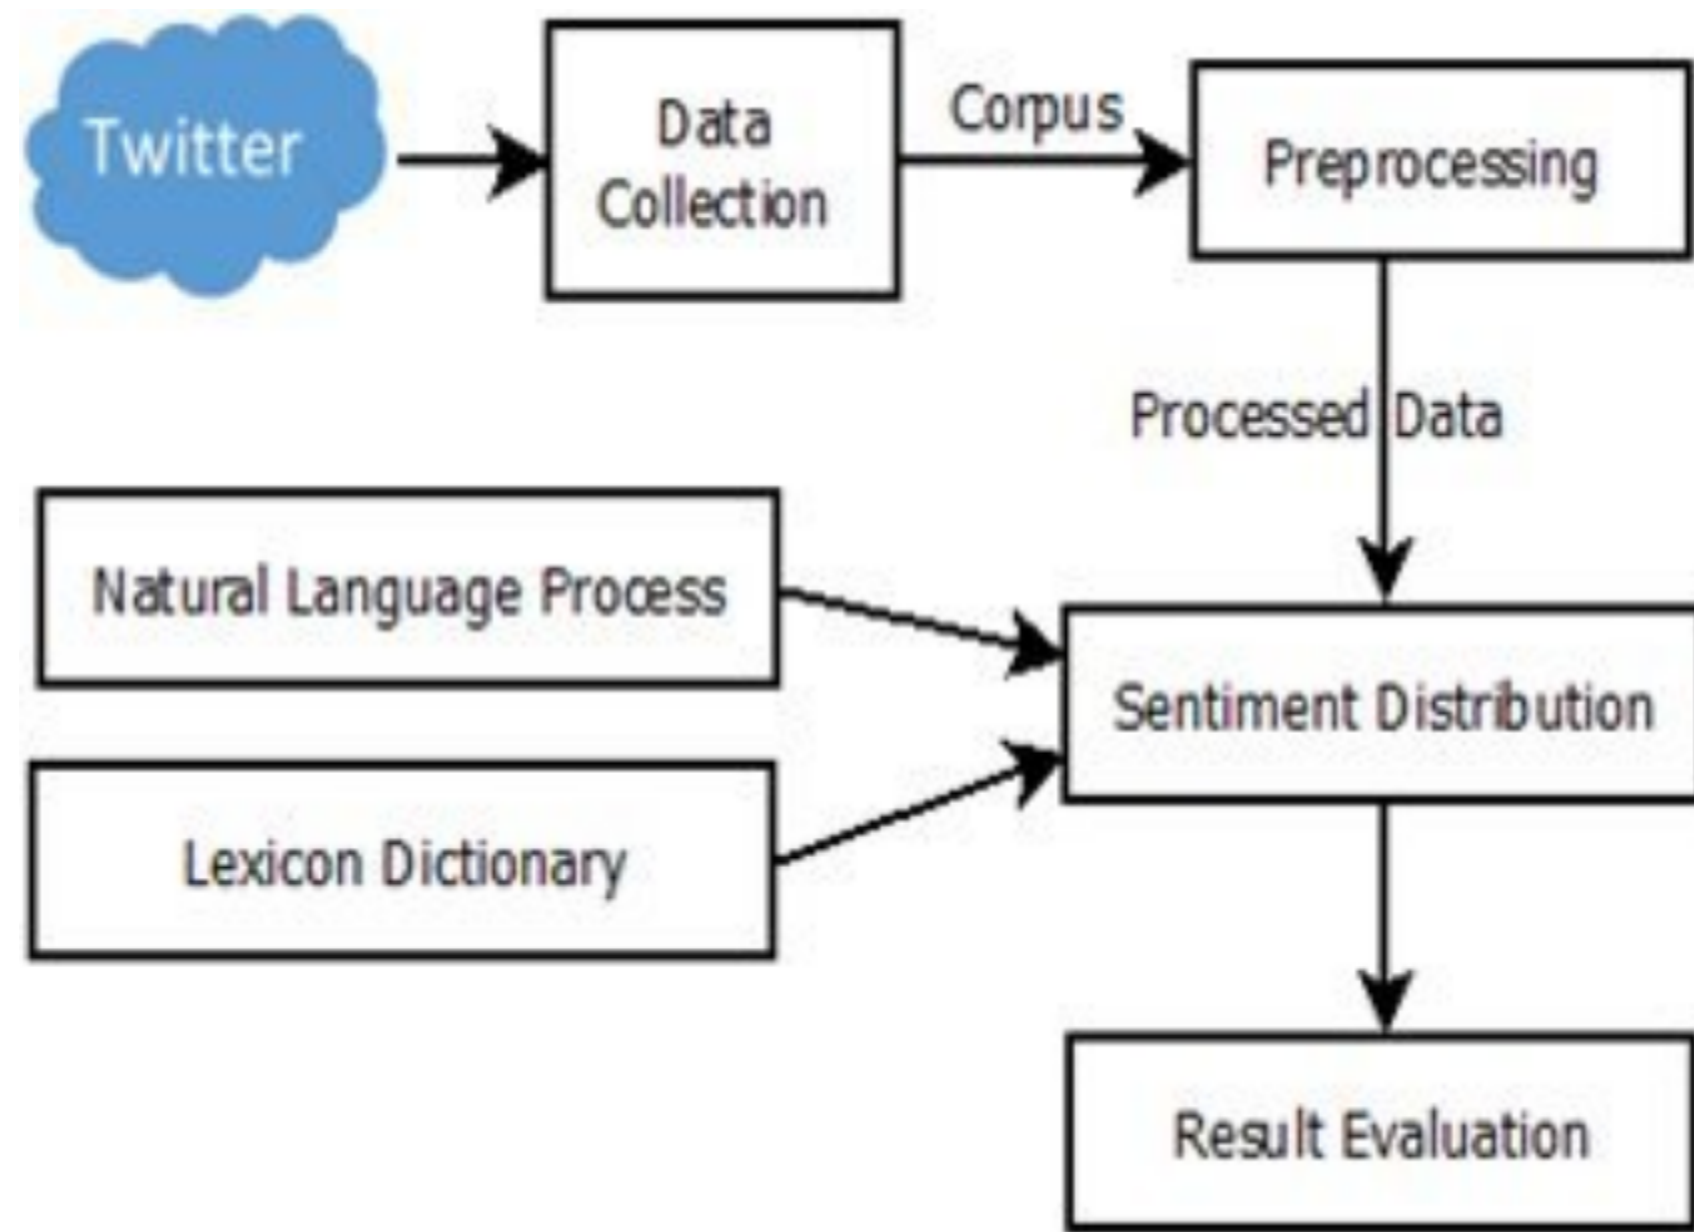 Twitter
Data
Collection
Corpus
Preprocessing
Processed Data
Natural Language Process
Sentiment Distribution
Lexicon Dictionary
Result Evaluation